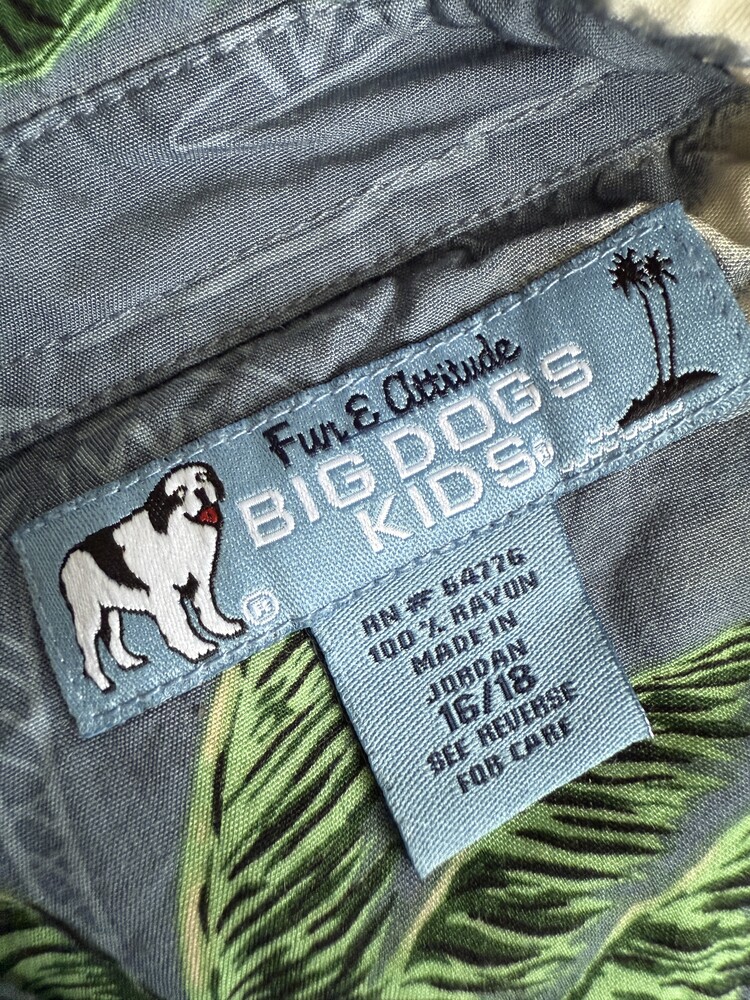 Fun & Attitude
BIG DOGS
KIDS®
®
RN # 64776
100% RAYON
MADE IN
JORDAN
16/18
SEE REVERSE
FOR CARE